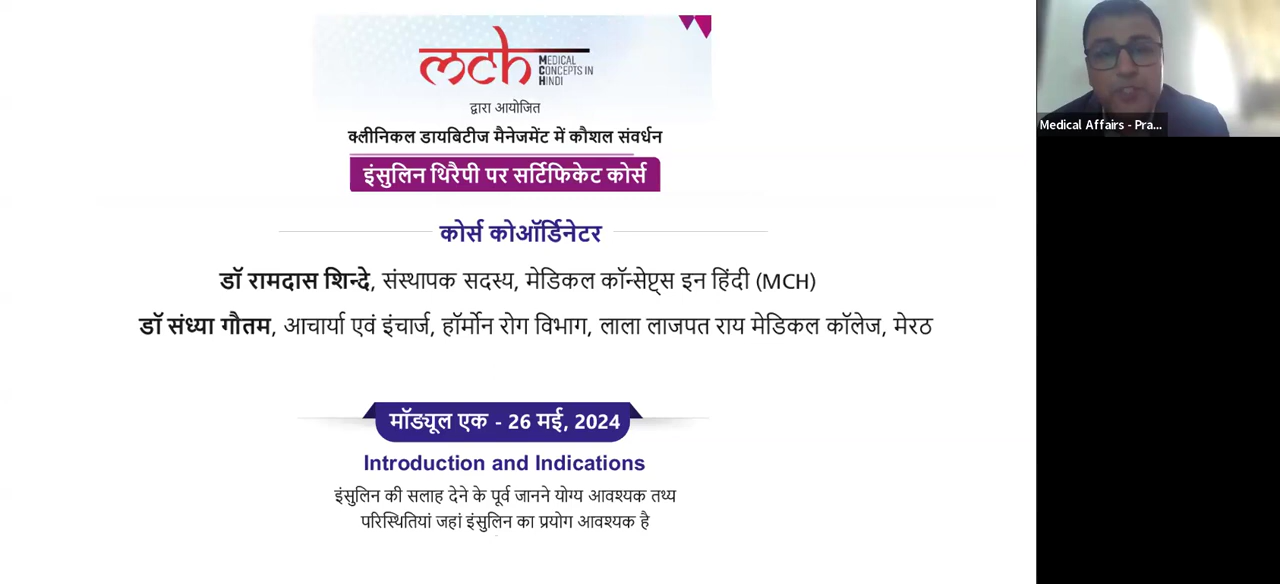 mch
MEDICAL
CONCEPTS IN
HINDI
द्वारा आयोजित
क्लीनिकल डायबिटीज मैनेजमेंट में कौशल संवर्धन
इंसुलिन थिरैपी पर सर्टिफिकेट कोर्स
कोर्स कोऑर्डिनेटर
डॉ रामदास शिन्दे, संस्थापक सदस्य, मेडिकल कॉन्सेप्ट्स इन हिंदी (MCH)
डॉ संध्या गौतम, आचार्या एवं इंचार्ज, हॉर्मोन रोग विभाग, लाला लाजपत राय मेडिकल कॉलेज, मेरठ
मॉड्यूल एक - 26 मई, 2024
Introduction and Indications
इंसुलिन की सलाह देने के पूर्व जानने योग्य आवश्यक तथ्य
परिस्थितियां जहां इंसुलिन का प्रयोग आवश्यक है
Medical Affairs - Pra...